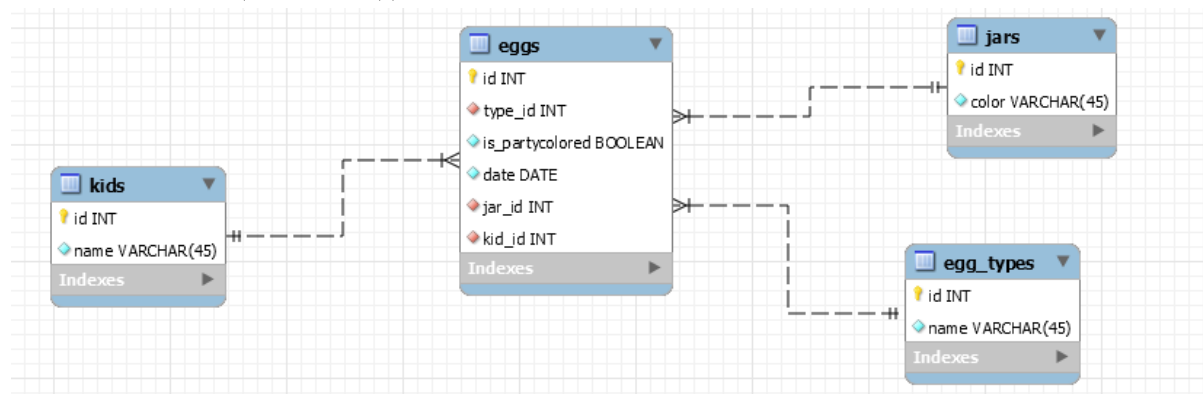 eggs
id INT
type_id INT
is_partycolored BOOLEAN
date DATE
jar_id INT
kid_id INT
Indexes
jars
id INT
color VARCHAR(45)
Indexes
kids
id INT
name VARCHAR(45)
Indexes
egg_types
id INT
name VARCHAR(45)
Indexes